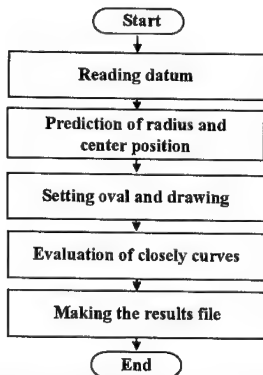 Start
Reading datum
Prediction of radius and
center position
Setting oval and drawing
Evaluation of closely curves
Making the results file
End